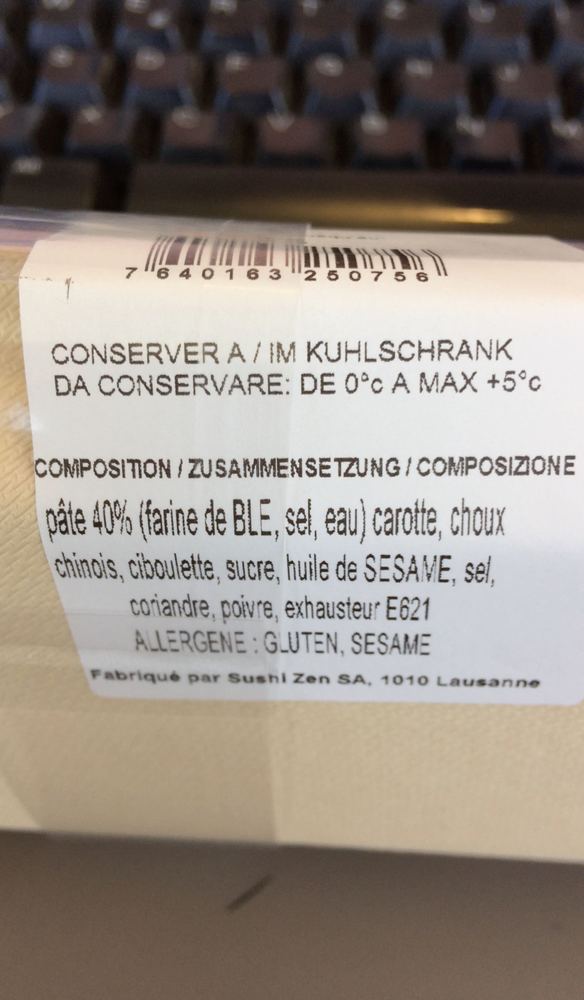 7 640163 250756
CONSERVER A / IM KUHLSCHRANK
DA CONSERVARE: DE 0°c A MAX +5°c
COMPOSITION / ZUSAMMENSETZUNG / COMPOSIZIONE
pâte 40% (farine de BLE, sel, eau) carotte, choux
chinois, ciboulette, sucre, huile de SESAME, sel,
coriandre, poivre, exhausteur E621
ALLERGENE : GLUTEN, SESAME
Fabriqué par Sushi Zen SA, 1010 Lausanne